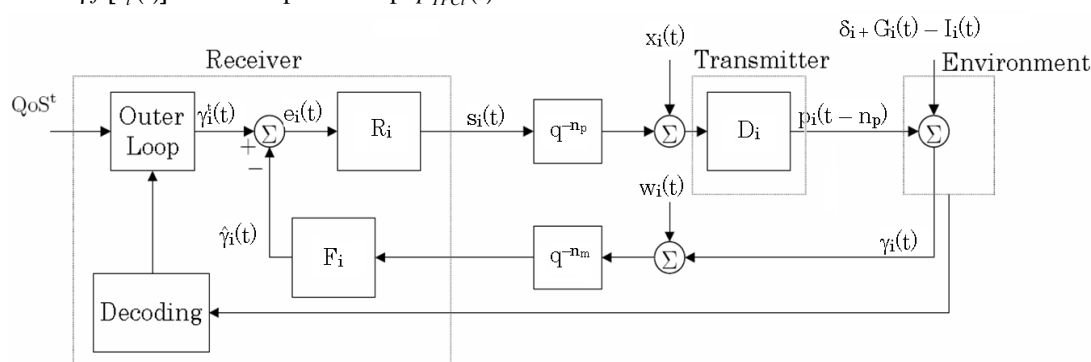 xᵢ(t)
δᵢ + Gᵢ(t) − Iᵢ(t)
Receiver
Transmitter
Environment
QoSᵗ
Outer
Loop
γᵢᵗ(t)
Σ
+
−
eᵢ(t)
Rᵢ
sᵢ(t)
q⁻ⁿᵖ
Σ
Dᵢ
pᵢ(t − nₚ)
Σ
wᵢ(t)
γ̂ᵢ(t)
Fᵢ
q⁻ⁿᵐ
Σ
γᵢ(t)
Decoding